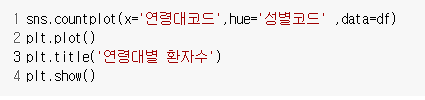 1 sns.countplot(x='연령대코드',hue='성별코드' ,data=df)
2 plt.plot()
3 plt.title('연령대별 환자수')
4 plt.show()